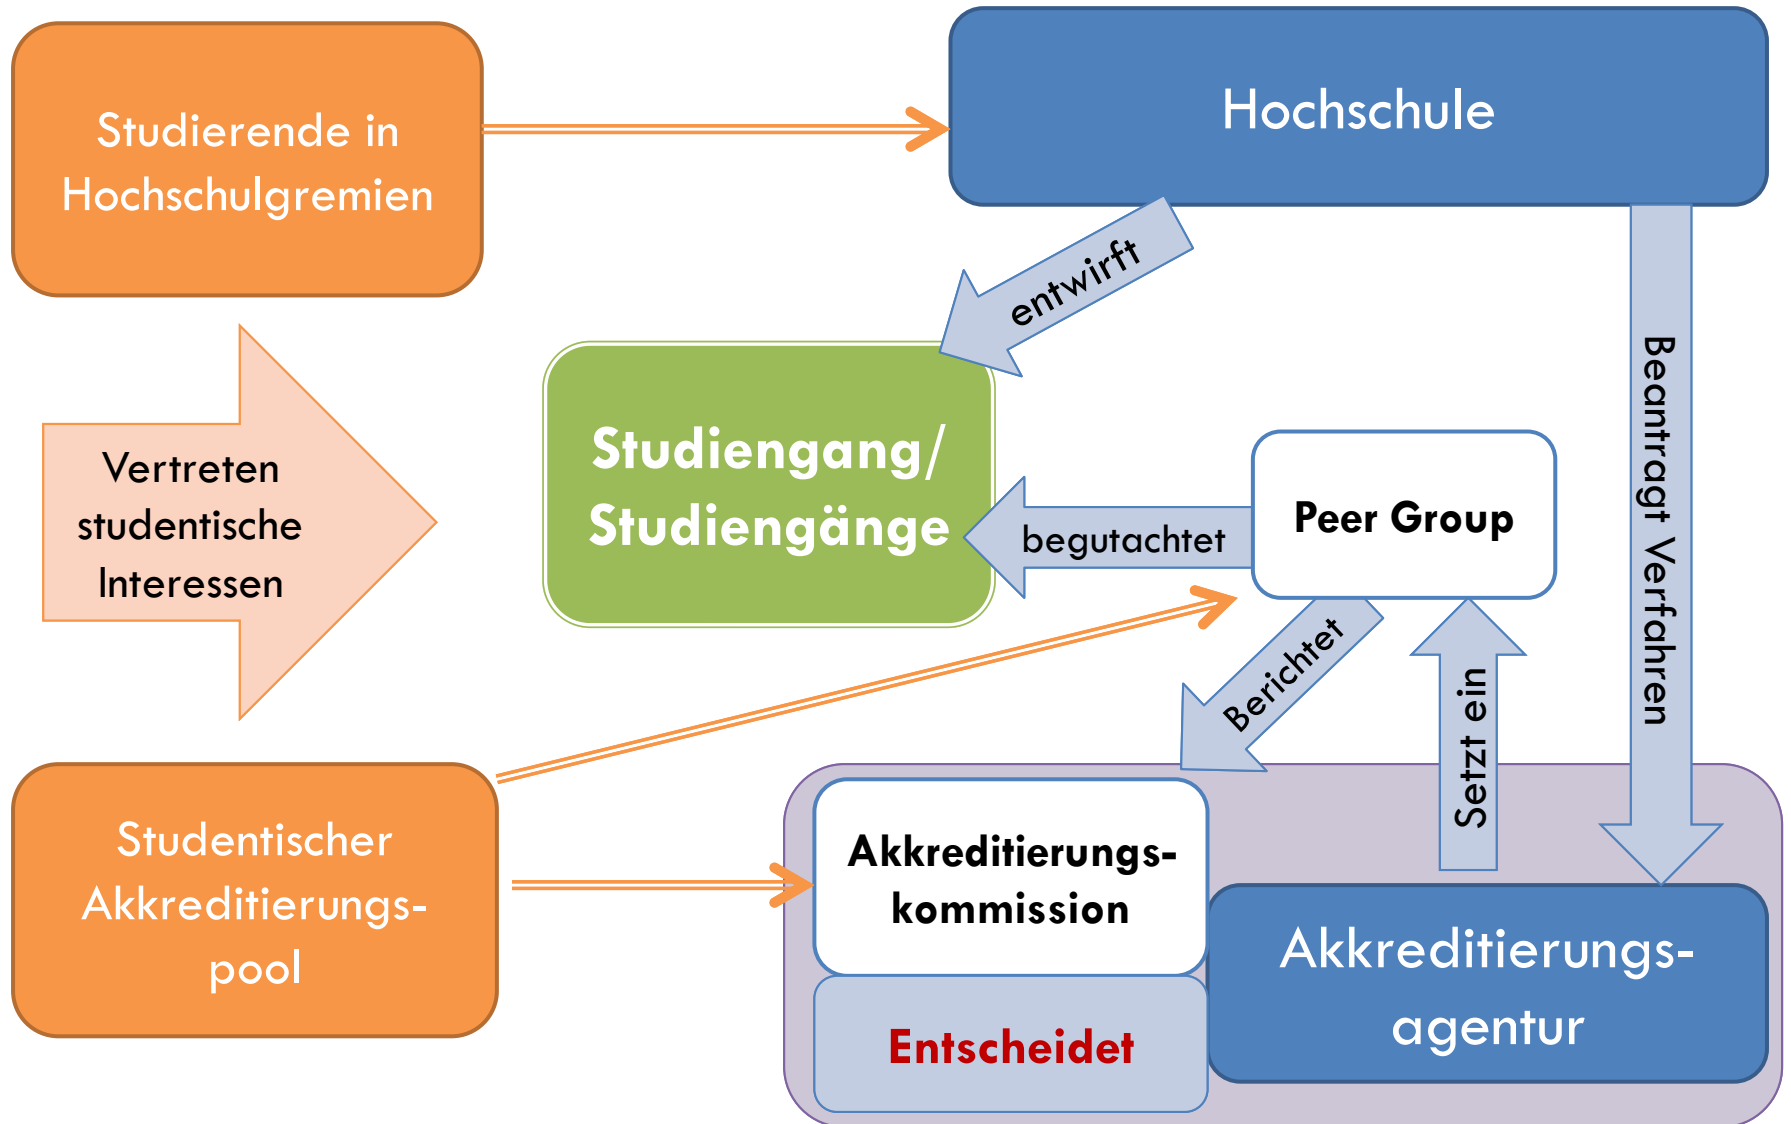 Studierende in
Hochschulgremien
Hochschule
entwirft
Beantragt Verfahren
Vertreten
studentische
Interessen
Studiengang/
Studiengänge
begutachtet
Peer Group
Berichtet
Setzt ein
Studentischer
Akkreditierungs-
pool
Akkreditierungs-
kommission
Entscheidet
Akkreditierungs-
agentur